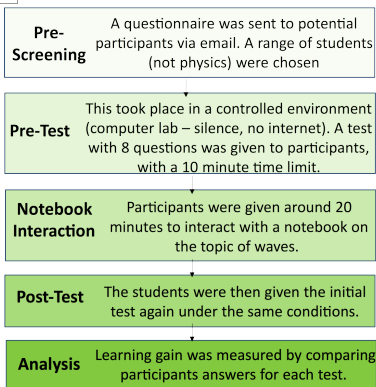 Pre-
Screening
A questionnaire was sent to potential
participants via email. A range of students
(not physics) were chosen
Pre-Test
This took place in a controlled environment
(computer lab – silence, no internet). A test
with 8 questions was given to participants,
with a 10 minute time limit.
Notebook
Interaction
Participants were given around 20
minutes to interact with a notebook on
the topic of waves.
Post-Test
The students were then given the initial
test again under the same conditions.
Analysis
Learning gain was measured by comparing
participants answers for each test.